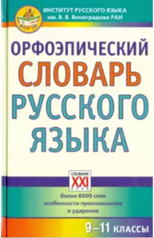 ИНСТИТУТ РУССКОГО ЯЗЫКА
им. В. В. Виноградова РАН
ОРФОЭПИЧЕСКИЙ
СЛОВАРЬ
РУССКОГО
ЯЗЫКА
СЛОВАРИ
XXI
более 8000 слов
особенности произношения
и ударения
9–11 классы